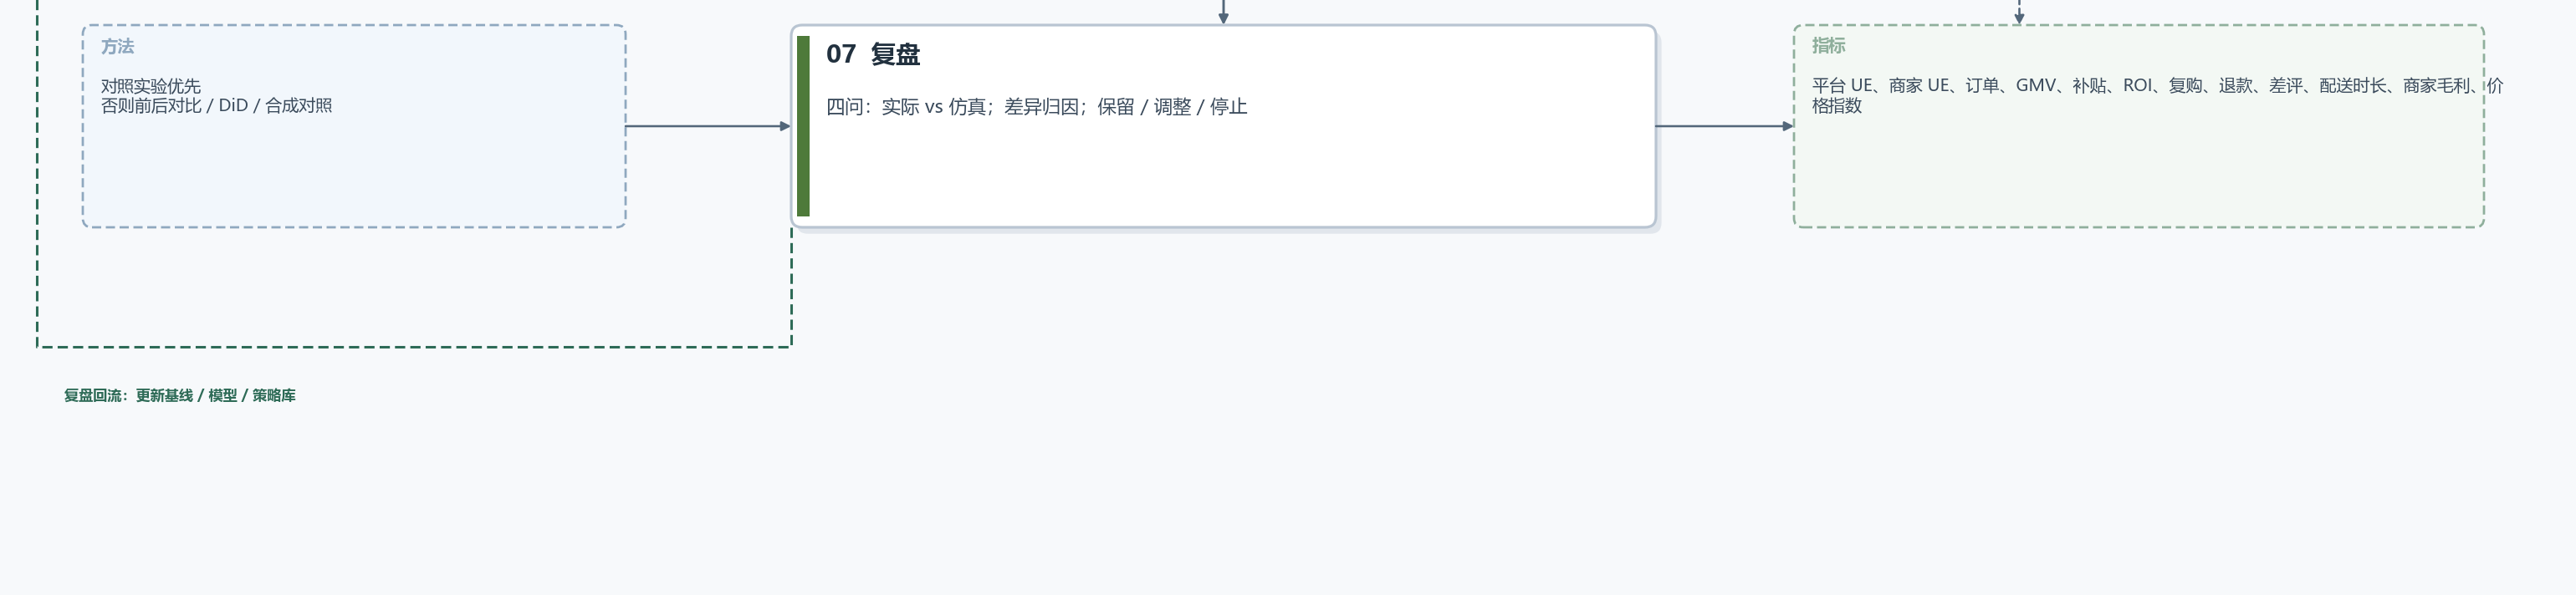 方法
对照实验优先
否则前后对比 / DiD / 合成对照
07 复盘
四问：实际 vs 仿真；差异归因；保留 / 调整 / 停止
指标
平台 UE、商家 UE、订单、GMV、补贴、ROI、复购、退款、差评、配送时长、商家毛利、价
格指数
复盘回流：更新基线 / 模型 / 策略库